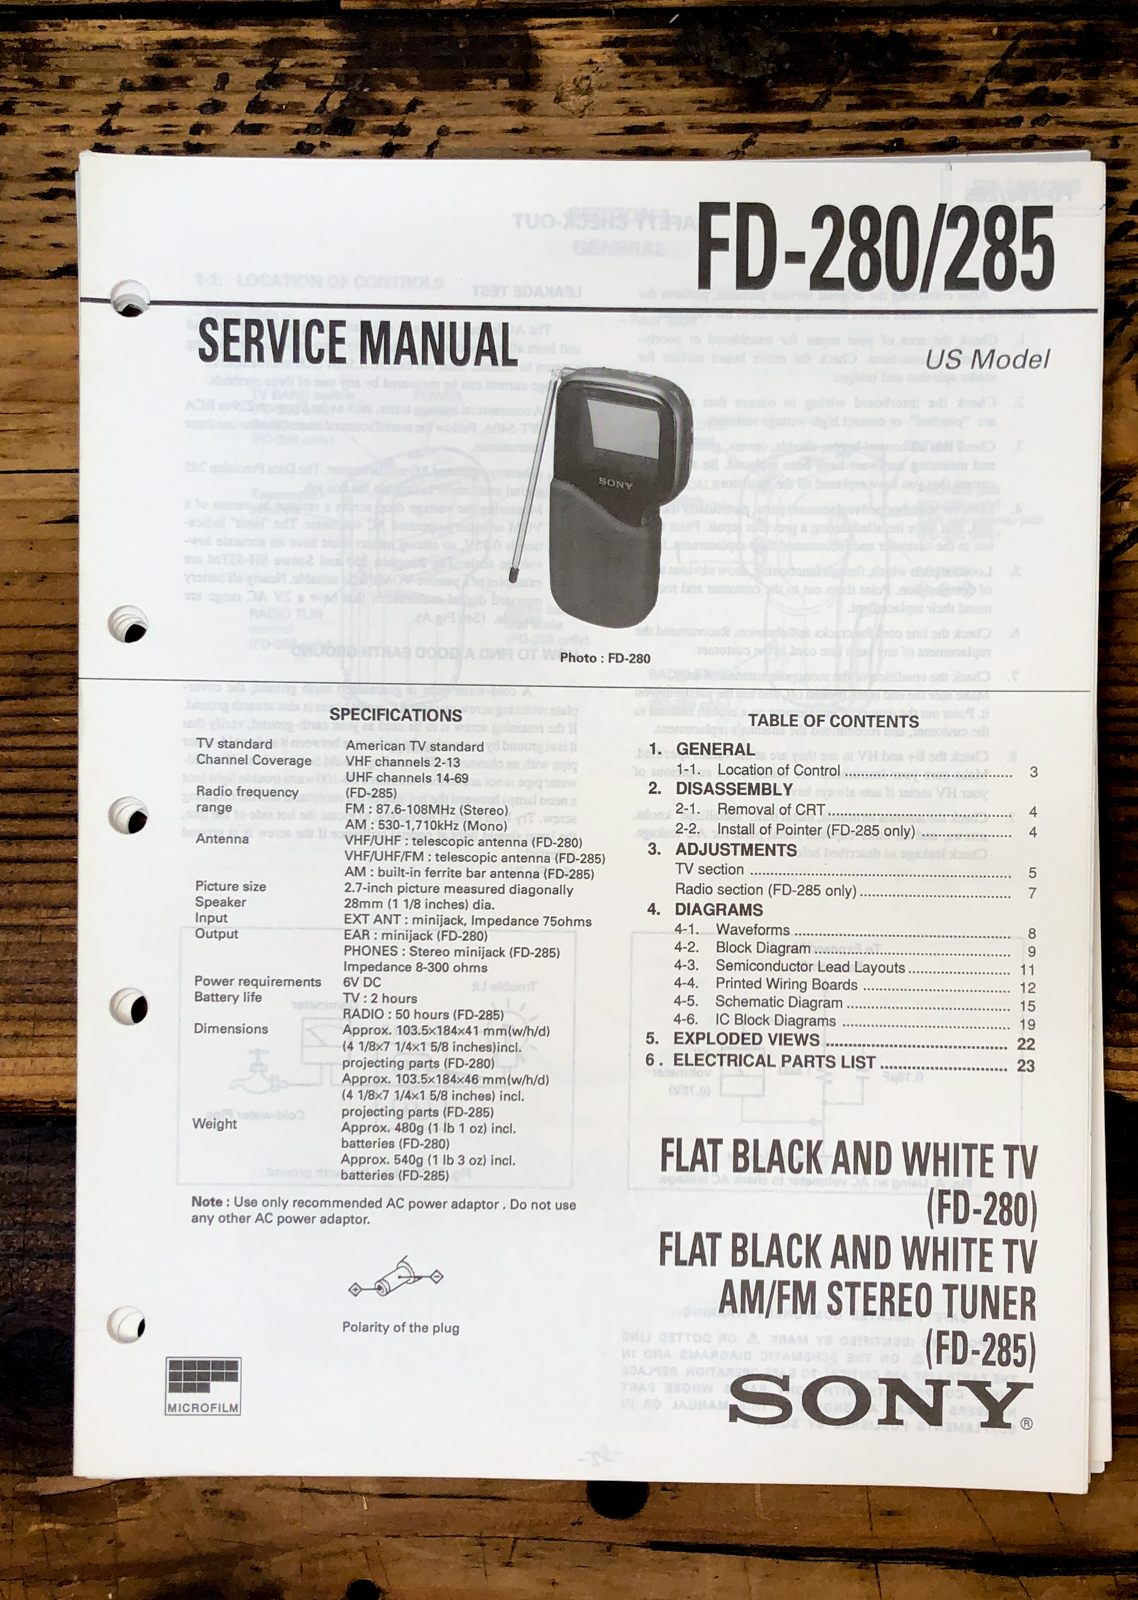 FD-280/285
SERVICE MANUAL
US Model
SONY
Photo : FD-280
SPECIFICATIONS
TV standard American TV standard
Channel Coverage VHF channels 2-13
UHF channels 14-69
Radio frequency (FD-285)
range FM : 87.6-108MHz (Stereo)
AM : 530-1,710kHz (Mono)
Antenna VHF/UHF : telescopic antenna (FD-280)
VHF/UHF/FM : telescopic antenna (FD-285)
AM : built-in ferrite bar antenna (FD-285)
Picture size 2.7-inch picture measured diagonally
Speaker 28mm (1 1/8 inches) dia.
Input EXT ANT : minijack, Impedance 75ohms
Output EAR : minijack (FD-280)
PHONES : Stereo minijack (FD-285)
Impedance 8-300 ohms
Power requirements 6V DC
Battery life TV : 2 hours
RADIO : 50 hours (FD-285)
Dimensions Approx. 103.5×184×41 mm(w/h/d)
(4 1/8×7 1/4×1 5/8 inches)incl.
projecting parts (FD-280)
Approx. 103.5×184×46 mm(w/h/d)
(4 1/8×7 1/4×1 5/8 inches) incl.
projecting parts (FD-285)
Weight Approx. 480g (1 lb 1 oz) incl.
batteries (FD-280)
Approx. 540g (1 lb 3 oz) incl.
batteries (FD-285)
Note : Use only recommended AC power adaptor . Do not use
any other AC power adaptor.
Polarity of the plug
MICROFILM
TABLE OF CONTENTS
1. GENERAL
1-1. Location of Control ........ 3
2. DISASSEMBLY
2-1. Removal of CRT ........ 4
2-2. Install of Pointer (FD-285 only) ........ 4
3. ADJUSTMENTS
TV section ........ 5
Radio section (FD-285 only) ........ 7
4. DIAGRAMS
4-1. Waveforms ........ 8
4-2. Block Diagram ........ 9
4-3. Semiconductor Lead Layouts ........ 11
4-4. Printed Wiring Boards ........ 12
4-5. Schematic Diagram ........ 15
4-6. IC Block Diagrams ........ 19
5. EXPLODED VIEWS ........ 22
6 . ELECTRICAL PARTS LIST ........ 23
FLAT BLACK AND WHITE TV
(FD-280)
FLAT BLACK AND WHITE TV
AM/FM STEREO TUNER
(FD-285)
SONY®